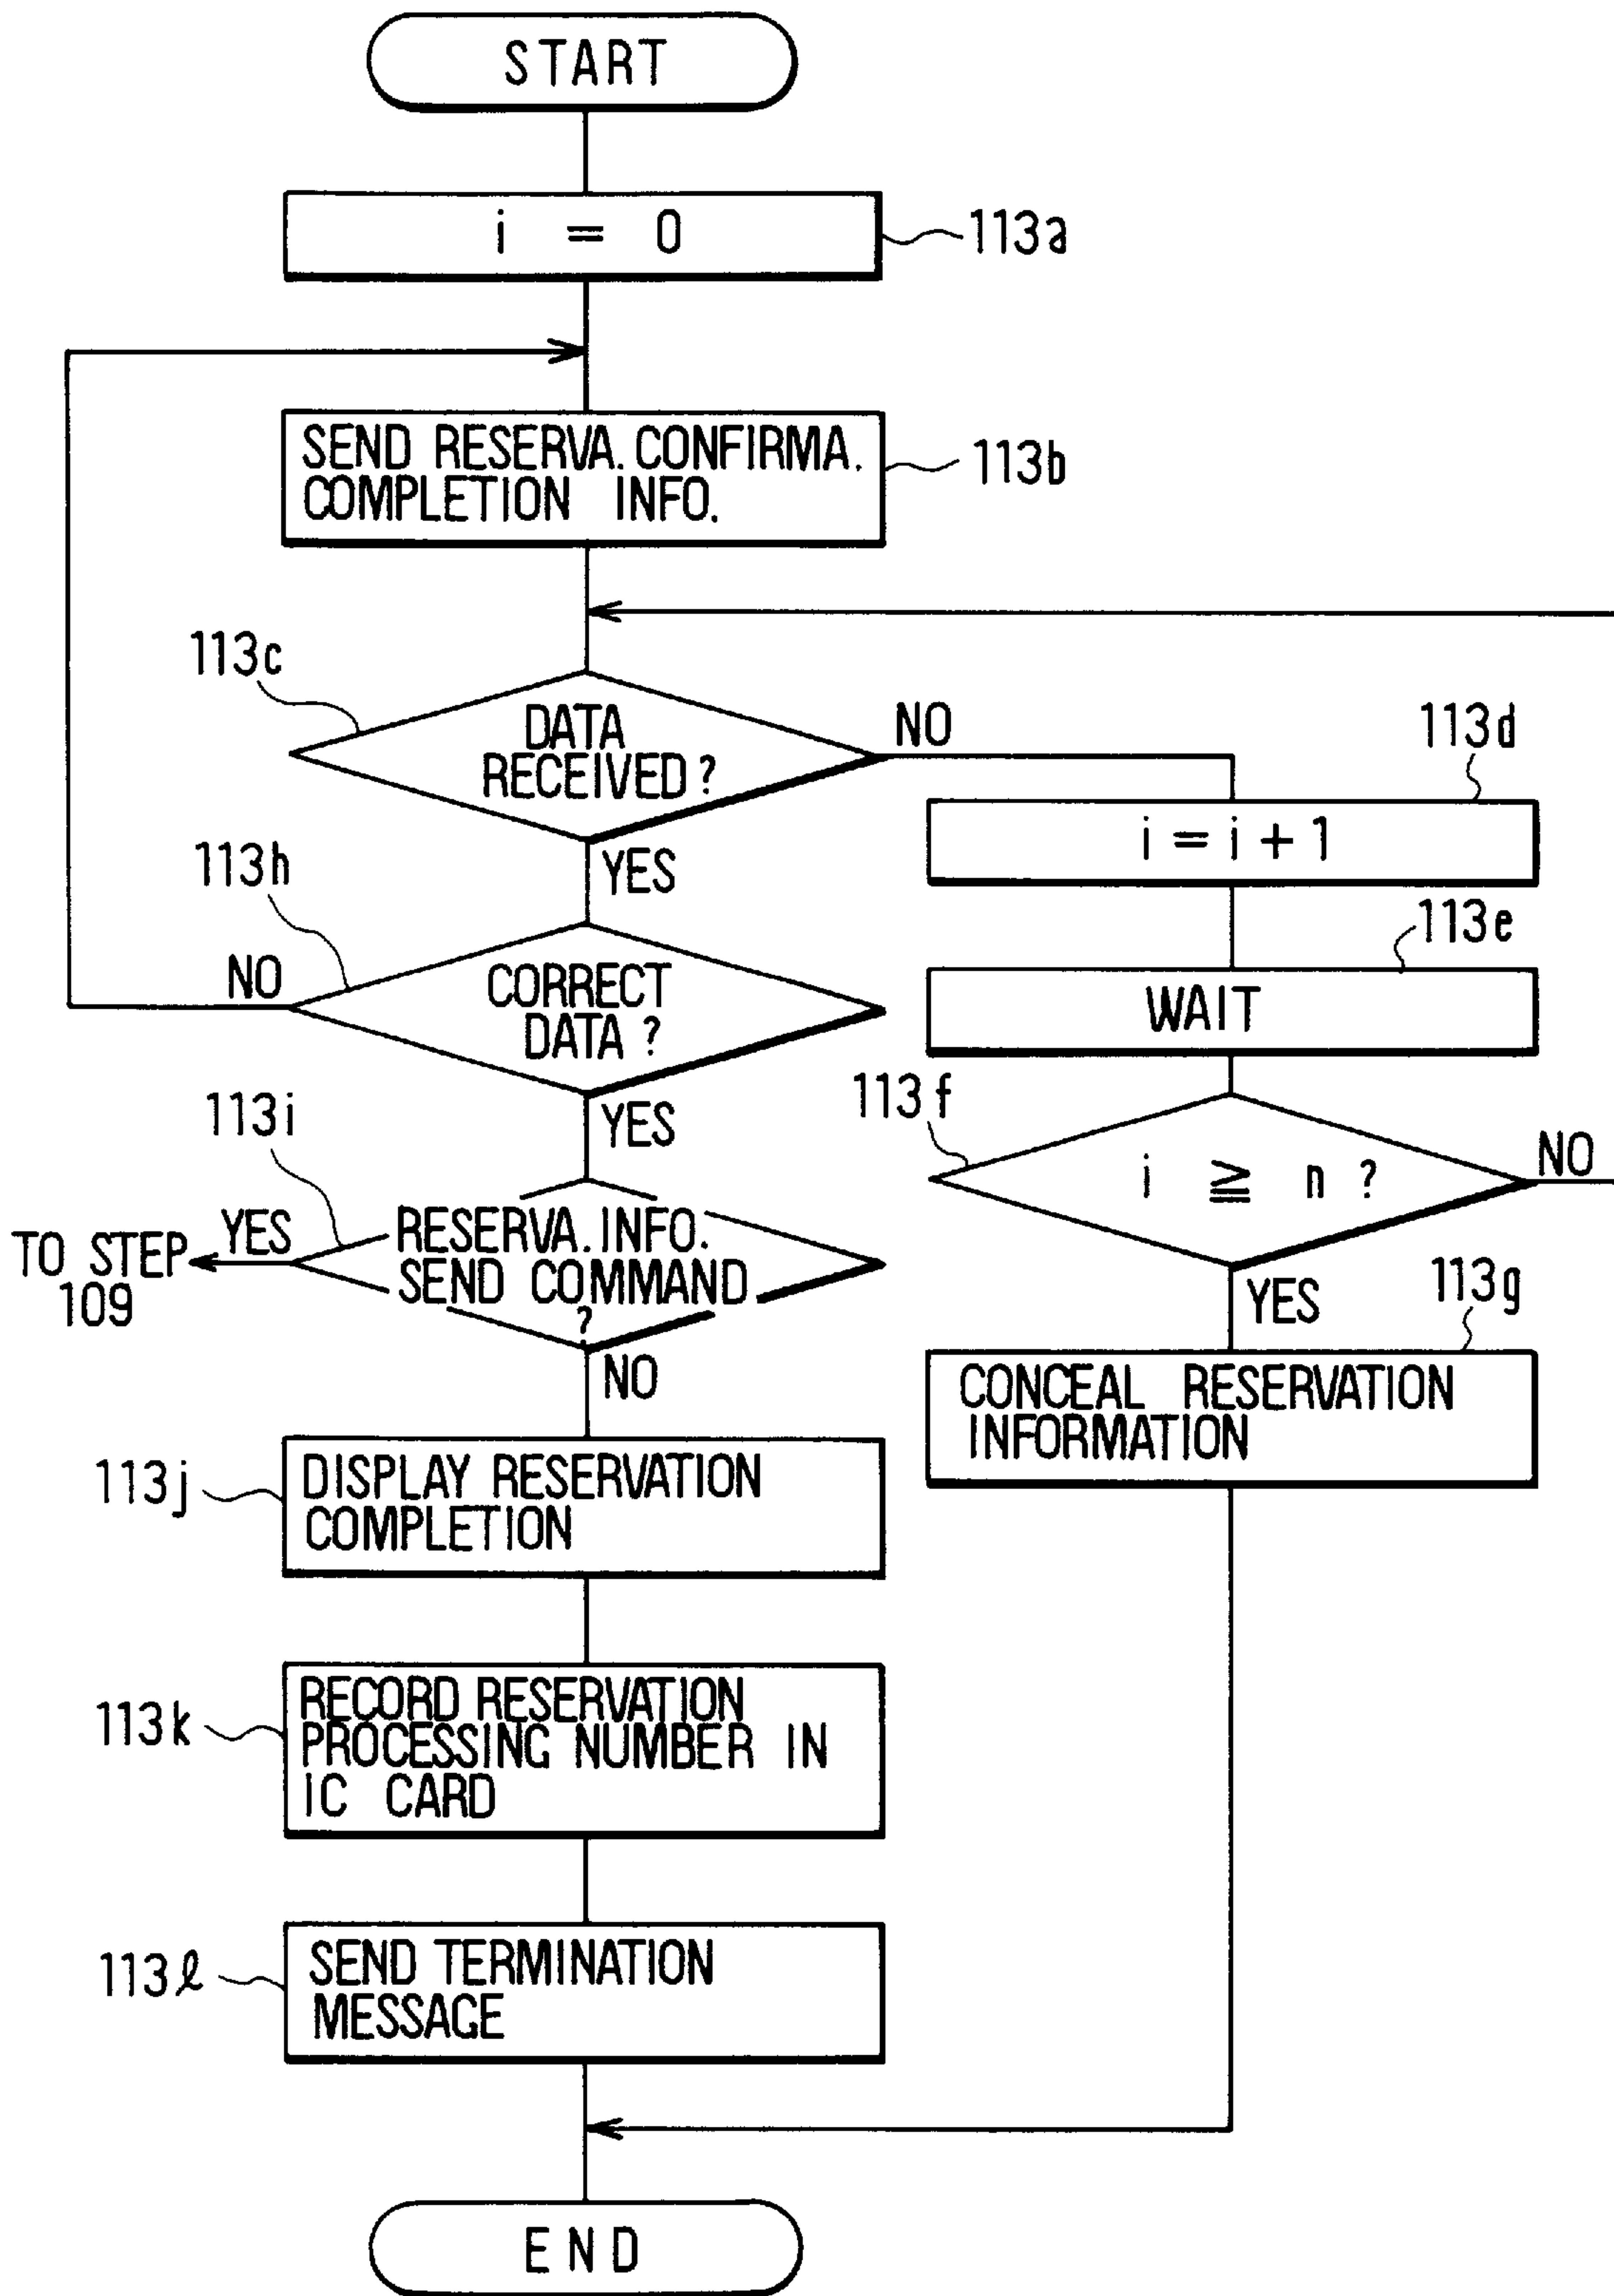 START
i = 0
113a
SEND RESERVA. CONFIRMA.
COMPLETION INFO.
113b
113c
DATA
RECEIVED?
NO
YES
113d
i = i + 1
113e
WAIT
113h
NO
CORRECT
DATA?
YES
113f
i ≧ n ?
NO
YES
113i
RESERVA. INFO.
SEND COMMAND
?
YES
TO STEP
109
NO
113g
CONCEAL RESERVATION
INFORMATION
113j
DISPLAY RESERVATION
COMPLETION
113k
RECORD RESERVATION
PROCESSING NUMBER IN
IC CARD
113ℓ
SEND TERMINATION
MESSAGE
END